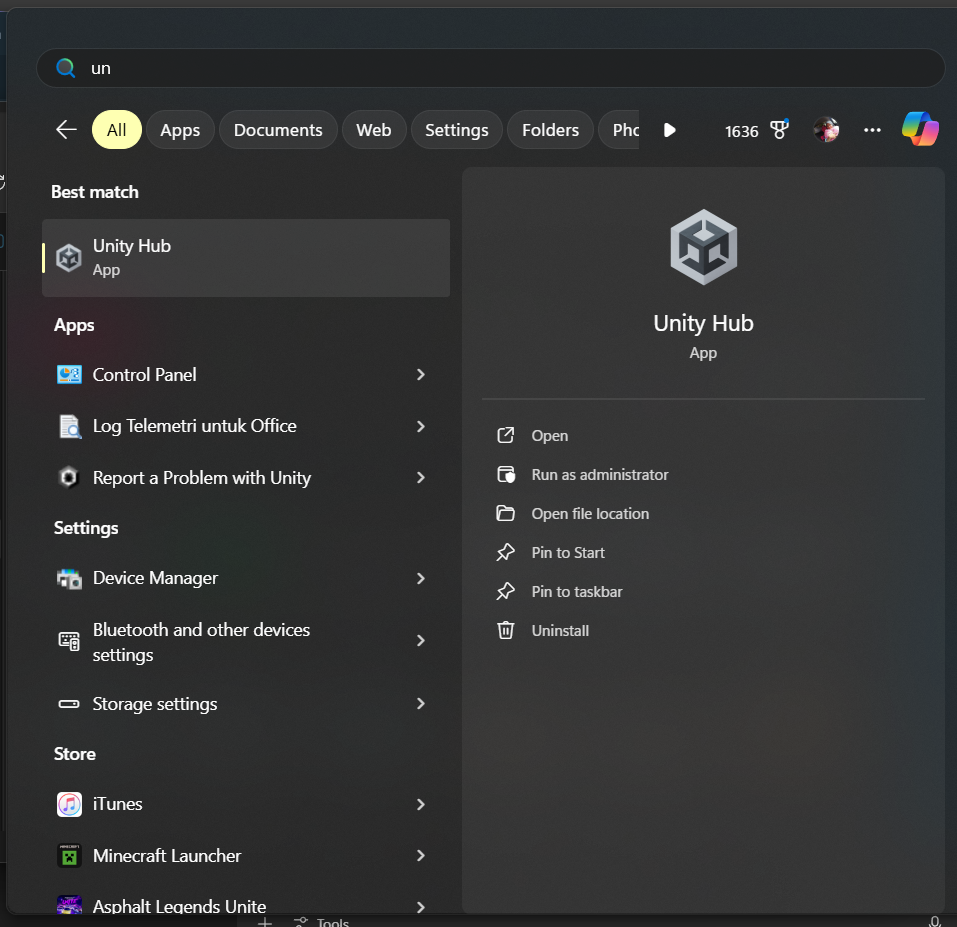 un
All
Apps
Documents
Web
Settings
Folders
Pho
1636
Best match
Unity Hub
App
Apps
Control Panel
Log Telemetri untuk Office
Report a Problem with Unity
Settings
Device Manager
Bluetooth and other devices
settings
Storage settings
Store
iTunes
Minecraft Launcher
Asphalt Legends Unite
Unity Hub
App
Open
Run as administrator
Open file location
Pin to Start
Pin to taskbar
Uninstall
Tools